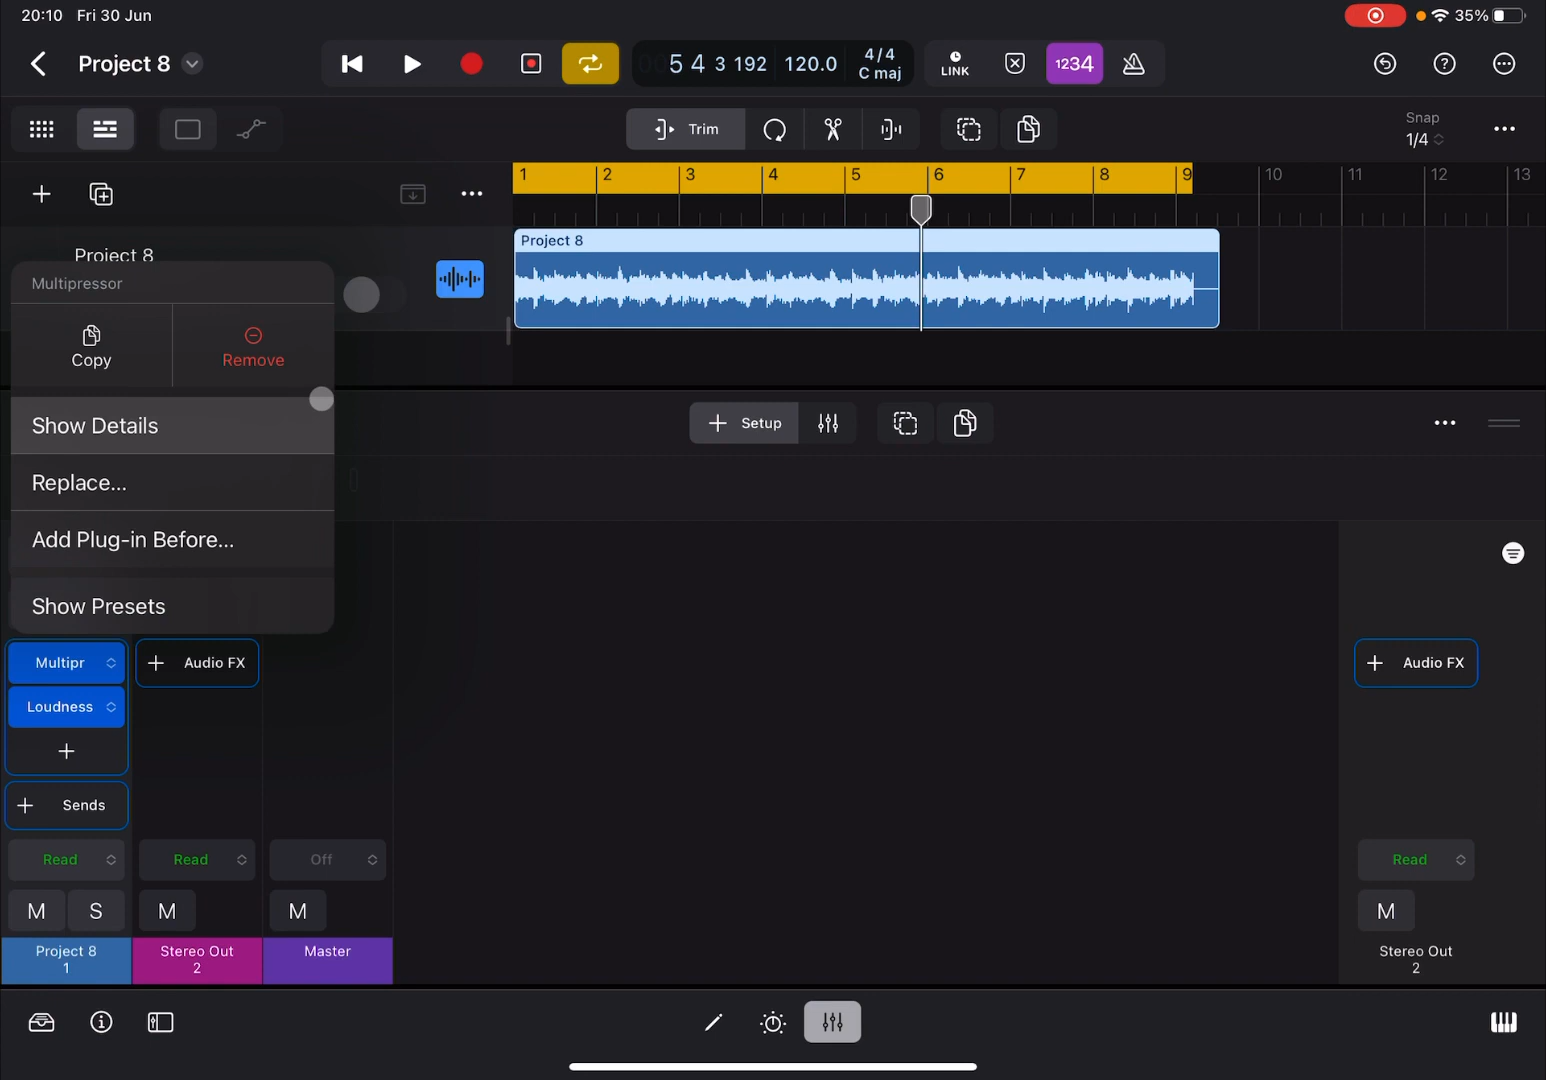 20:10 Fri 30 Jun
35%
Project 8
5 4 3 192
120.0
4/4
C maj
LINK
1234
Trim
Snap
1/4
1 2 3 4 5 6 7 8 9 10 11 12 13
Project 8
Project 8
Multipressor
Copy
Remove
Show Details
Replace...
Add Plug-in Before...
Show Presets
Setup
Multipr
Audio FX
Audio FX
Loudness
Sends
Read
Read
Off
Read
M S M M M
Project 8
1
Stereo Out
2
Master
Stereo Out
2